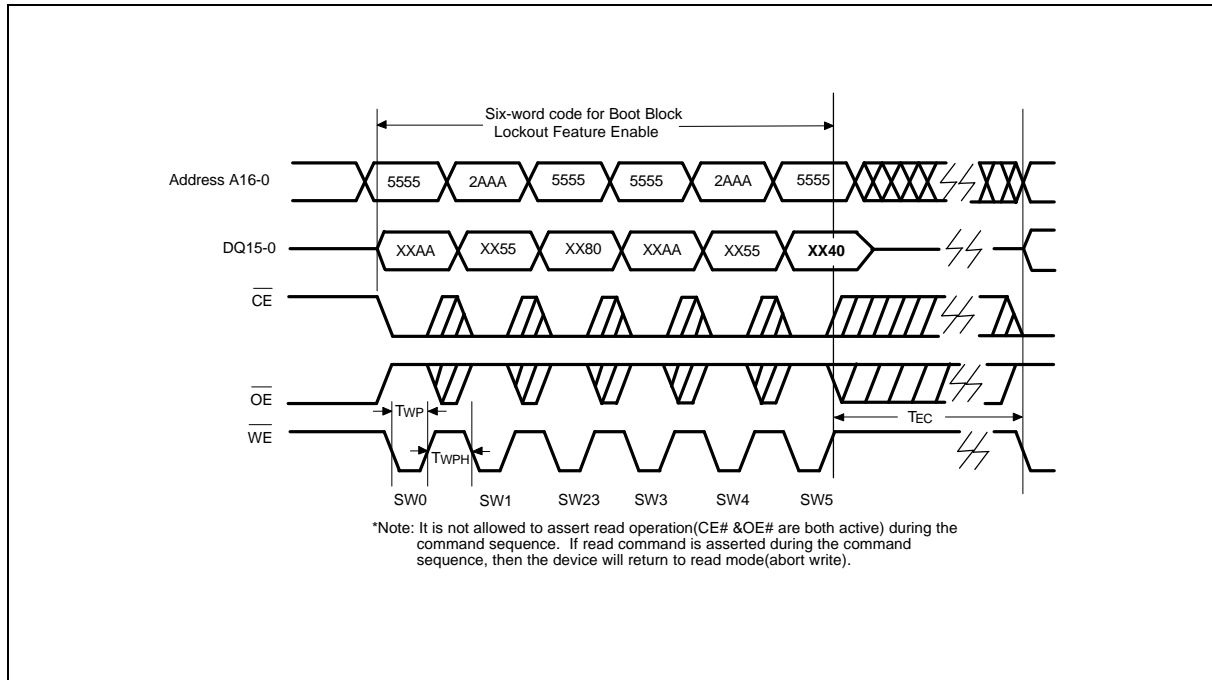 Six-word code for Boot Block
Lockout Feature Enable
Address A16-0
5555 2AAA 5555 5555 2AAA 5555
DQ15-0
XXAA XX55 XX80 XXAA XX55 XX40
CE
OE
TWP
TEC
WE
TWPH
SW0 SW1 SW23 SW3 SW4 SW5
*Note: It is not allowed to assert read operation(CE# &OE# are both active) during the
command sequence. If read command is asserted during the command
sequence, then the device will return to read mode(abort write).